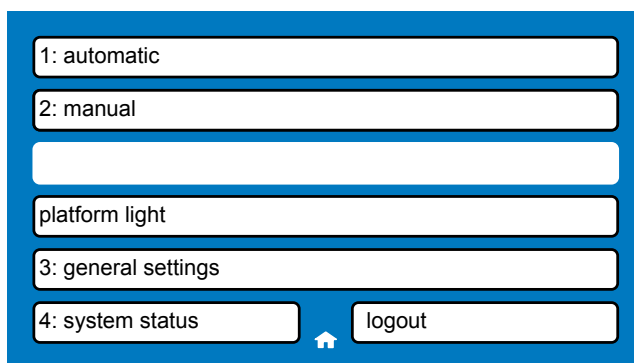 1: automatic
2: manual
platform light
3: general settings
4: system status
logout